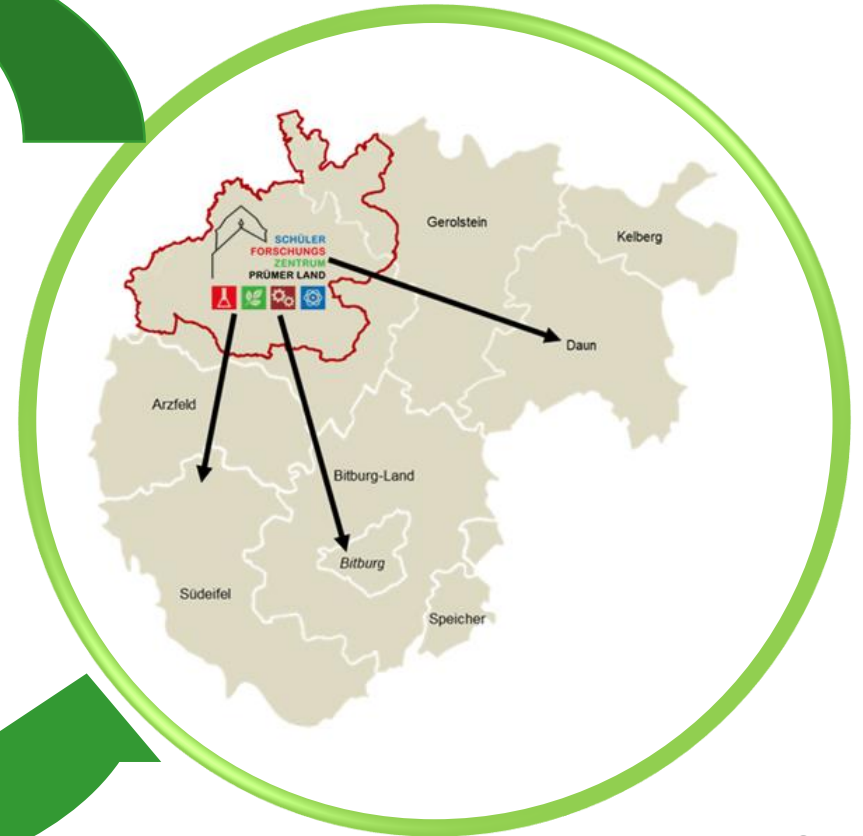 Gerolstein
Kelberg
SCHÜLER
FORSCHUNGS
ZENTRUM
PRÜMER LAND
Daun
Arzfeld
Bitburg-Land
Bitburg
Südeifel
Speicher